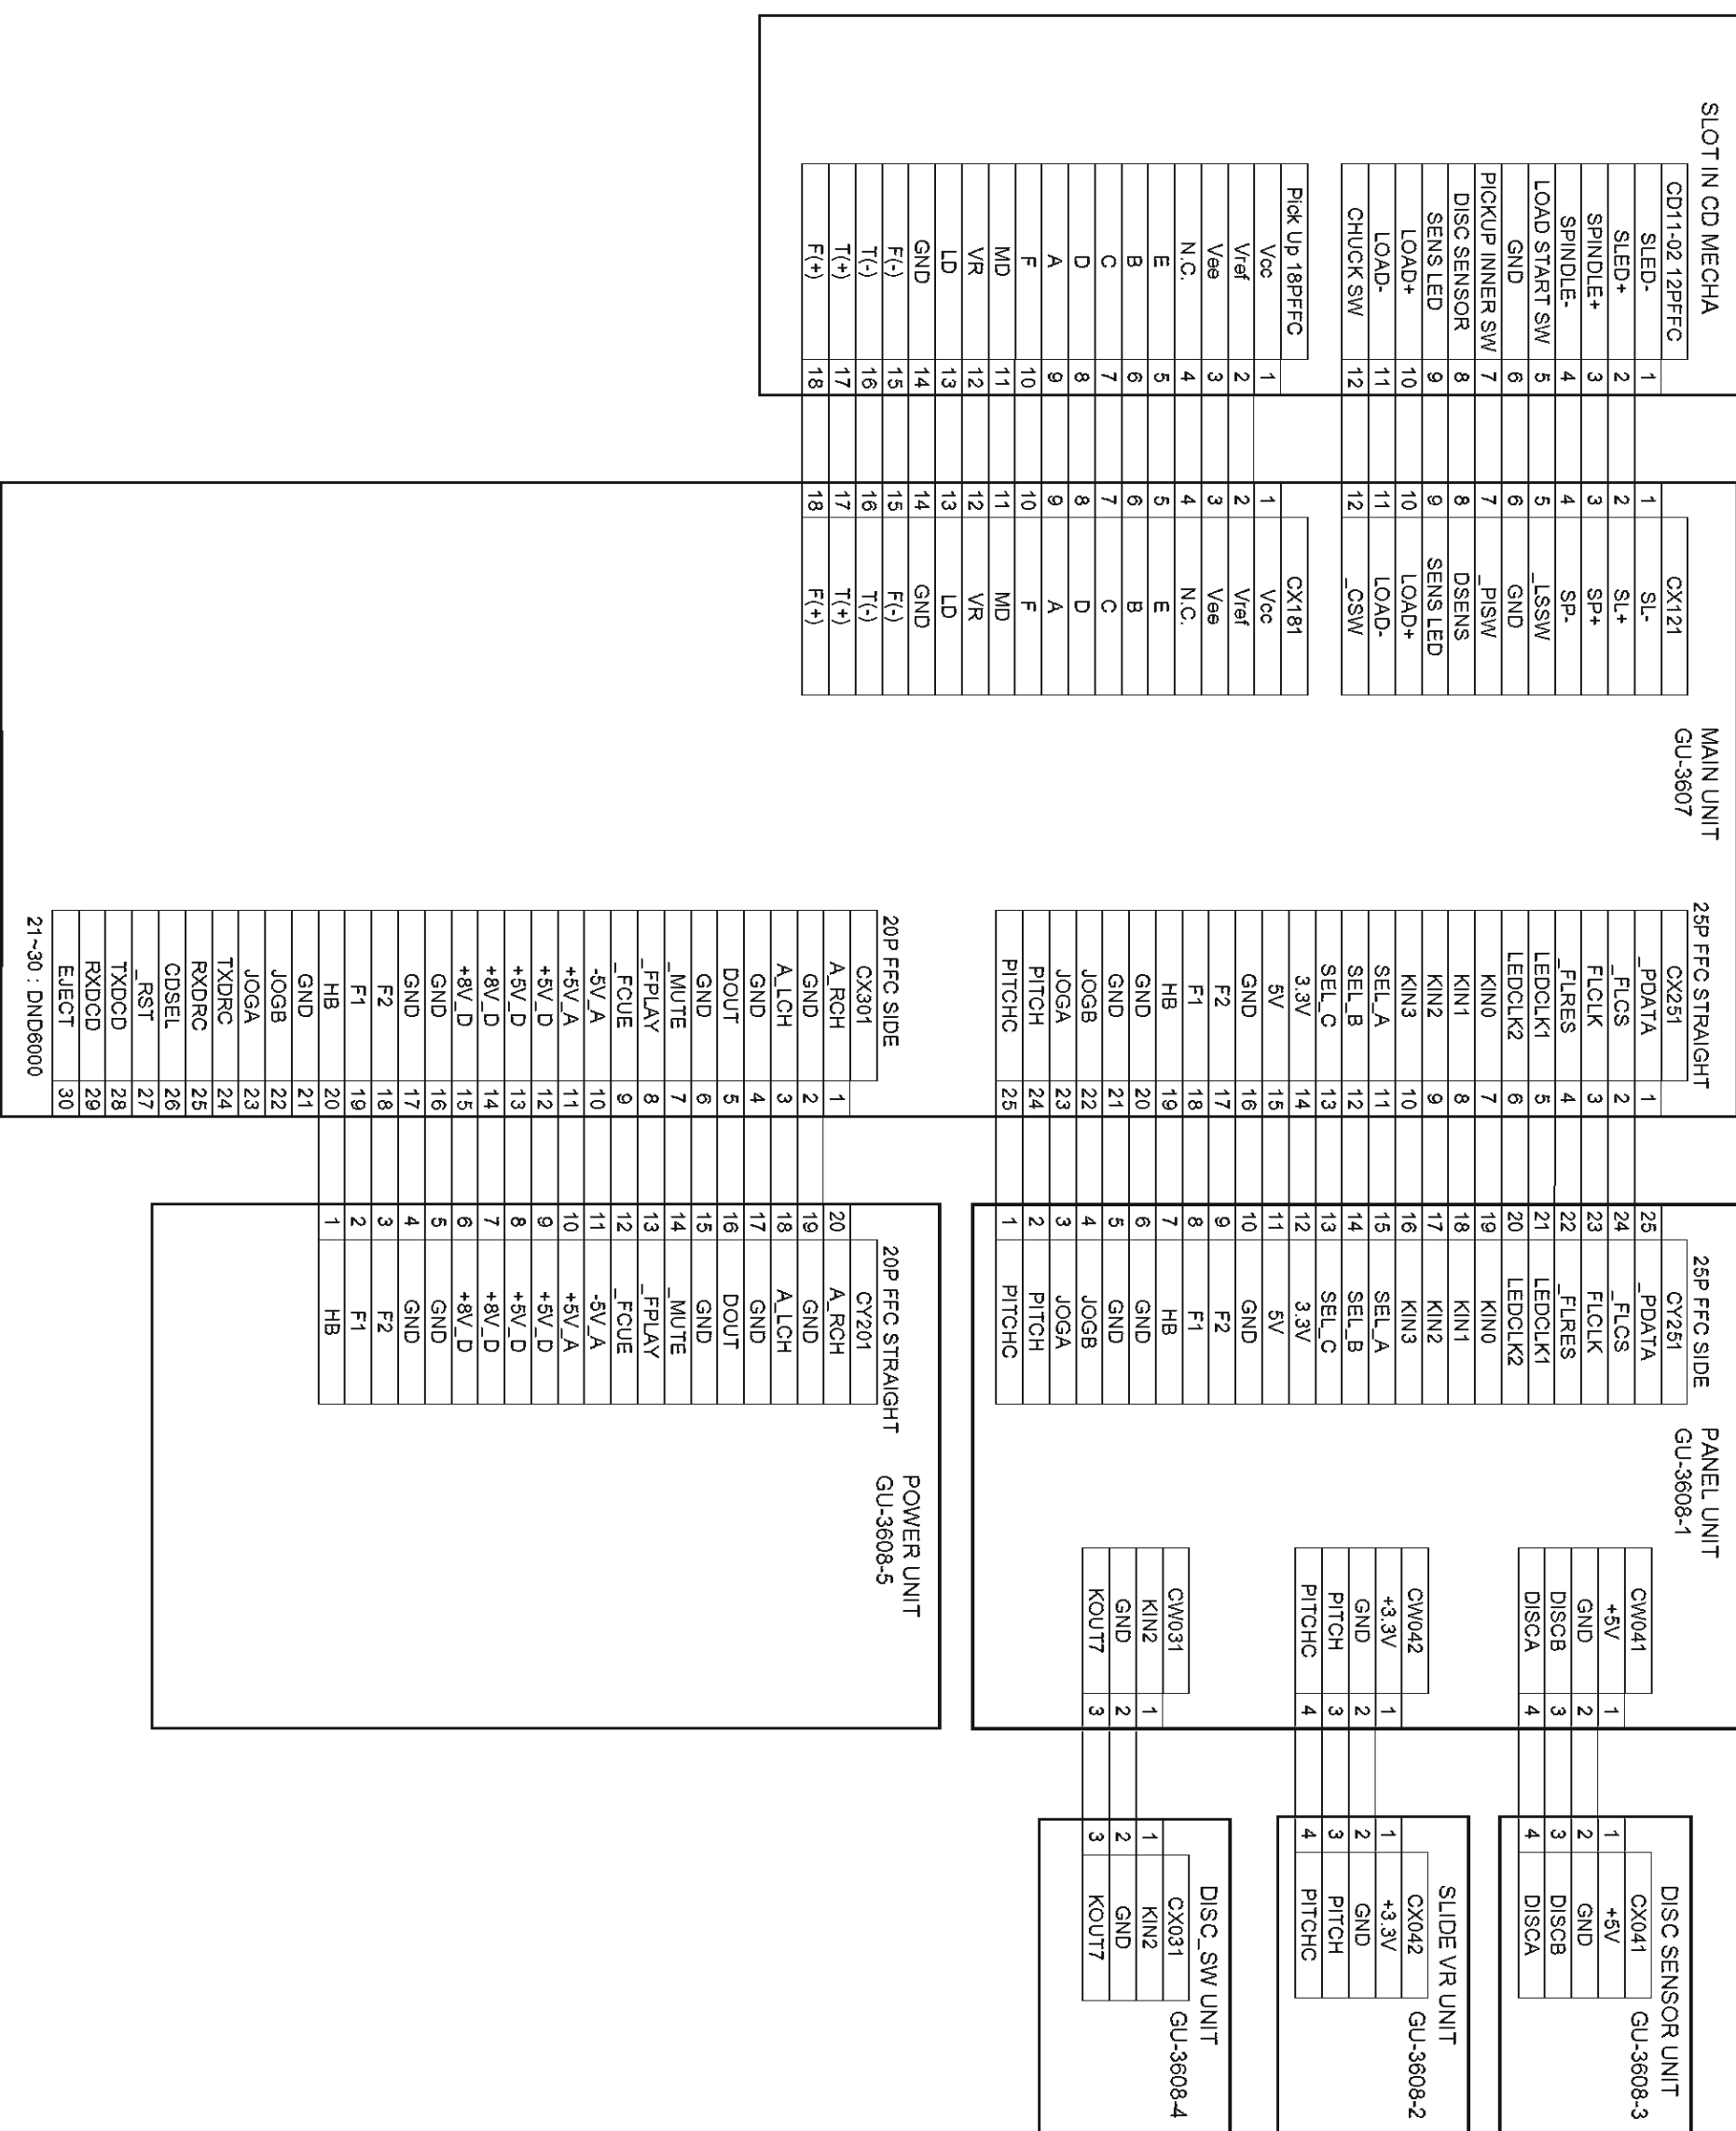 SLOT IN CD MECHA
CD11-02 12PFFC
SLED- 1
SLED+ 2
SPINDLE+ 3
SPINDLE- 4
LOAD START SW 5
GND 6
PICKUP INNER SW 7
DISC SENSOR 8
SENS LED 9
LOAD+ 10
LOAD- 11
CHUCK SW 12
Pick Up 18PFFC
Vcc 1
Vref 2
Vee 3
N.C. 4
E 5
B 6
C 7
D 8
A 9
F 10
MD 11
VR 12
LD 13
GND 14
F(-) 15
T(-) 16
T(+) 17
F(+) 18
MAIN UNIT
GU-3607
CX121
1 SL-
2 SL+
3 SP+
4 SP-
5 _LSSW
6 GND
7 _PISW
8 DSENS
9 SENS LED
10 LOAD+
11 LOAD-
12 _CSW
CX181
1 Vcc
2 Vref
3 Vee
4 N.C.
5 E
6 B
7 C
8 D
9 A
10 F
11 MD
12 VR
13 LD
14 GND
15 F(-)
16 T(-)
17 T(+)
18 F(+)
25P FFC STRAIGHT
CX251
_PDATA 1
_FLCS 2
FLCLK 3
_FLRES 4
LEDCLK1 5
LEDCLK2 6
KIN0 7
KIN1 8
KIN2 9
KIN3 10
SEL_A 11
SEL_B 12
SEL_C 13
3.3V 14
5V 15
GND 16
F2 17
F1 18
HB 19
GND 20
GND 21
JOGB 22
JOGA 23
PITCH 24
PITCHC 25
20P FFC SIDE
CX301
A_RCH 1
GND 2
A_LCH 3
GND 4
DOUT 5
GND 6
_MUTE 7
_FPLAY 8
_FCUE 9
-5V_A 10
+5V_A 11
+5V_D 12
+5V_D 13
+8V_D 14
+8V_D 15
GND 16
GND 17
F2 18
F1 19
HB 20
GND 21
JOGB 22
JOGA 23
TXDRC 24
RXDRC 25
CDSEL 26
_RST 27
TXDCD 28
RXDCD 29
EJECT 30
21~30 : DND6000
PANEL UNIT
GU-3608-1
25P FFC SIDE
CY251
25 _PDATA
24 _FLCS
23 FLCLK
22 _FLRES
21 LEDCLK1
20 LEDCLK2
19 KIN0
18 KIN1
17 KIN2
16 KIN3
15 SEL_A
14 SEL_B
13 SEL_C
12 3.3V
11 5V
10 GND
9 F2
8 F1
7 HB
6 GND
5 GND
4 JOGB
3 JOGA
2 PITCH
1 PITCHC
20P FFC STRAIGHT
POWER UNIT
GU-3608-5
CY201
20 A_RCH
19 GND
18 A_LCH
17 GND
16 DOUT
15 GND
14 _MUTE
13 _FPLAY
12 _FCUE
11 -5V_A
10 +5V_A
9 +5V_D
8 +5V_D
7 +8V_D
6 +8V_D
5 GND
4 GND
3 F2
2 F1
1 HB
CW041
+5V 1
GND 2
DISCB 3
DISCA 4
CW042
+3.3V 1
GND 2
PITCH 3
PITCHC 4
CW031
KIN2 1
GND 2
KOUT7 3
DISC SENSOR UNIT
GU-3608-3
CX041
1 +5V
2 GND
3 DISCB
4 DISCA
SLIDE VR UNIT
GU-3608-2
CX042
1 +3.3V
2 GND
3 PITCH
4 PITCHC
DISC_SW UNIT
GU-3608-4
CX031
1 KIN2
2 GND
3 KOUT7